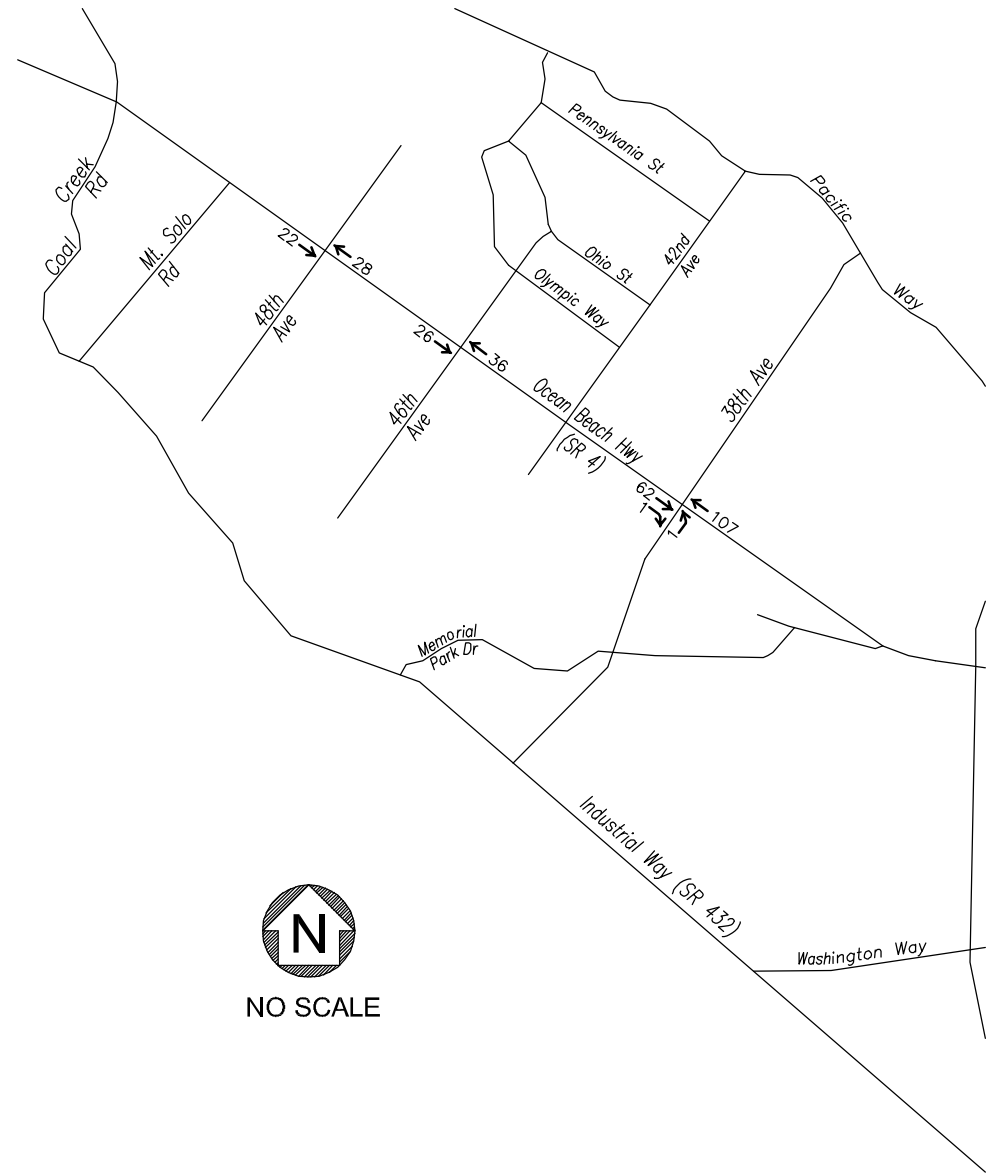 Pennsylvania St
Pacific
Way
Creek
Rd
Coal
Mt. Solo
Rd
22
28
48th
Ave
Ohio St
42nd
Ave
Olympic Way
26
36
46th
Ave
Ocean Beach Hwy
(SR 4)
38th Ave
62
1
1
107
Memorial
Park Dr
Industrial Way (SR 432)
Washington Way
N
NO SCALE